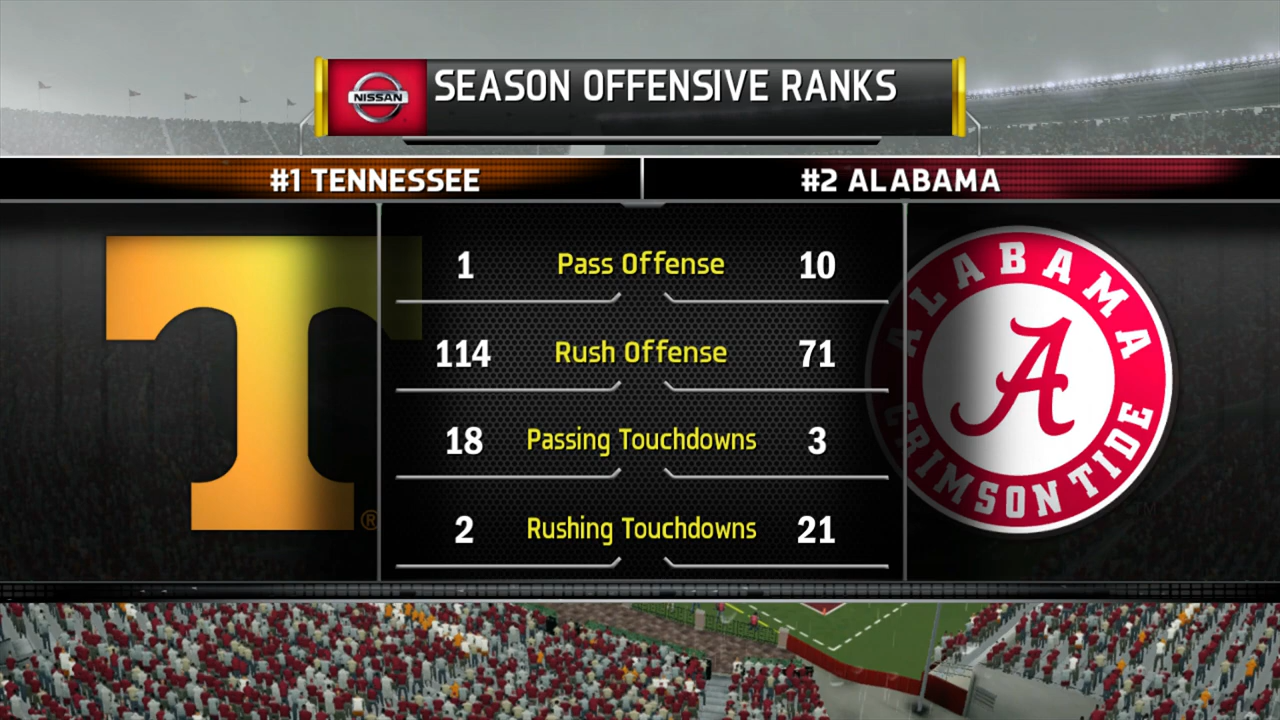 NISSAN
SEASON OFFENSIVE RANKS
#1 TENNESSEE
#2 ALABAMA
1 Pass Offense 10
114 Rush Offense 71
18 Passing Touchdowns 3
2 Rushing Touchdowns 21
T
®
ALABAMA
A
CRIMSON TIDE
TM